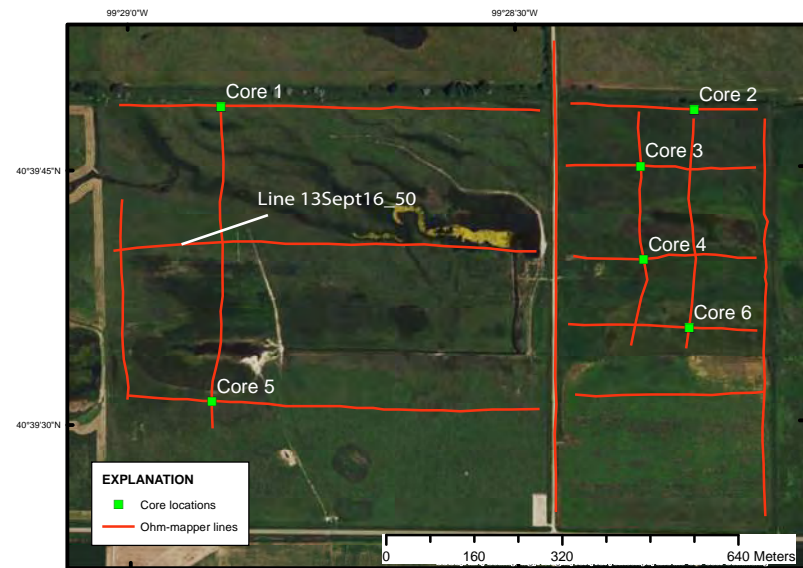 99°29'0"W
99°28'30"W
Core 1
Core 2
Core 3
40°39'45"N
Line 13Sept16_50
Core 4
Core 6
Core 5
40°39'30"N
EXPLANATION
Core locations
Ohm-mapper lines
0 160 320 640 Meters